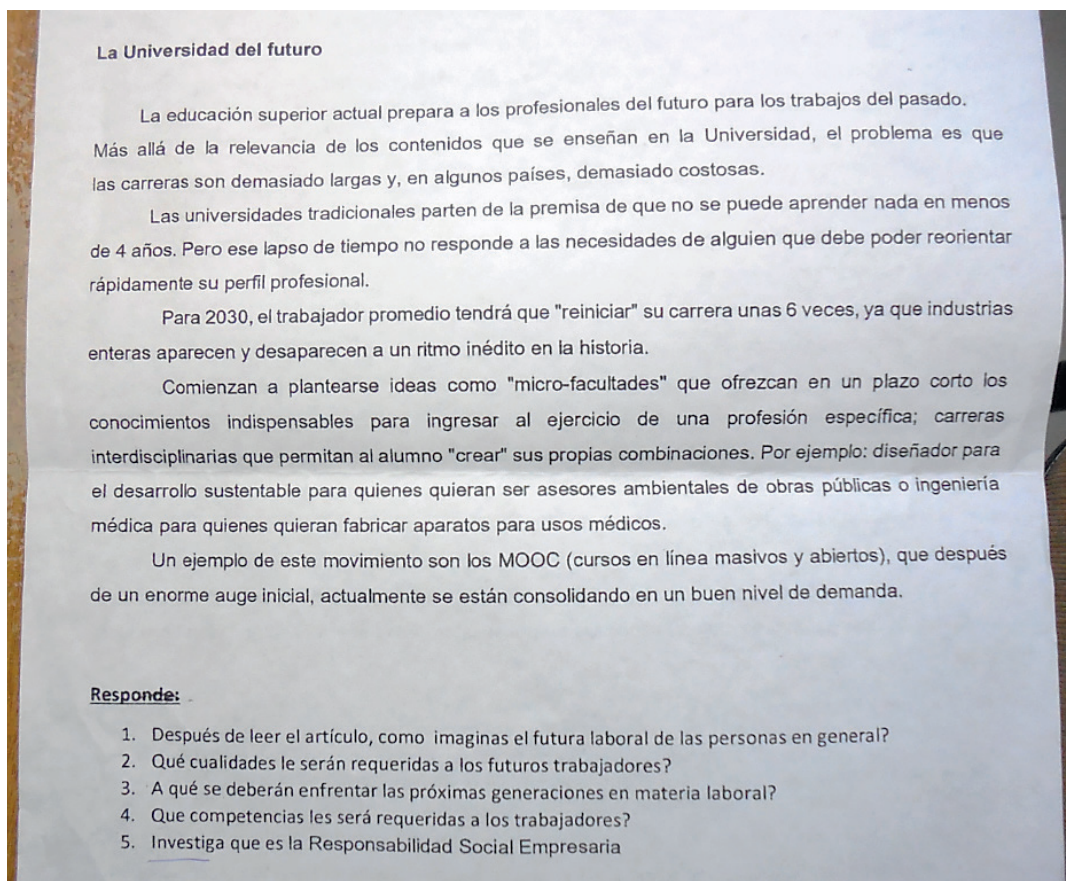 La Universidad del futuro
La educación superior actual prepara a los profesionales del futuro para los trabajos del pasado.
Más allá de la relevancia de los contenidos que se enseñan en la Universidad, el problema es que
las carreras son demasiado largas y, en algunos países, demasiado costosas.
Las universidades tradicionales parten de la premisa de que no se puede aprender nada en menos
de 4 años. Pero ese lapso de tiempo no responde a las necesidades de alguien que debe poder reorientar
rápidamente su perfil profesional.
Para 2030, el trabajador promedio tendrá que "reiniciar" su carrera unas 6 veces, ya que industrias
enteras aparecen y desaparecen a un ritmo inédito en la historia.
Comienzan a plantearse ideas como "micro-facultades" que ofrezcan en un plazo corto los
conocimientos indispensables para ingresar al ejercicio de una profesión específica; carreras
interdisciplinarias que permitan al alumno "crear" sus propias combinaciones. Por ejemplo: diseñador para
el desarrollo sustentable para quienes quieran ser asesores ambientales de obras públicas o ingeniería
médica para quienes quieran fabricar aparatos para usos médicos.
Un ejemplo de este movimiento son los MOOC (cursos en línea masivos y abiertos), que después
de un enorme auge inicial, actualmente se están consolidando en un buen nivel de demanda.
Responde:
1. Después de leer el artículo, como imaginas el futura laboral de las personas en general?
2. Qué cualidades le serán requeridas a los futuros trabajadores?
3. A qué se deberán enfrentar las próximas generaciones en materia laboral?
4. Que competencias les será requeridas a los trabajadores?
5. Investiga que es la Responsabilidad Social Empresaria